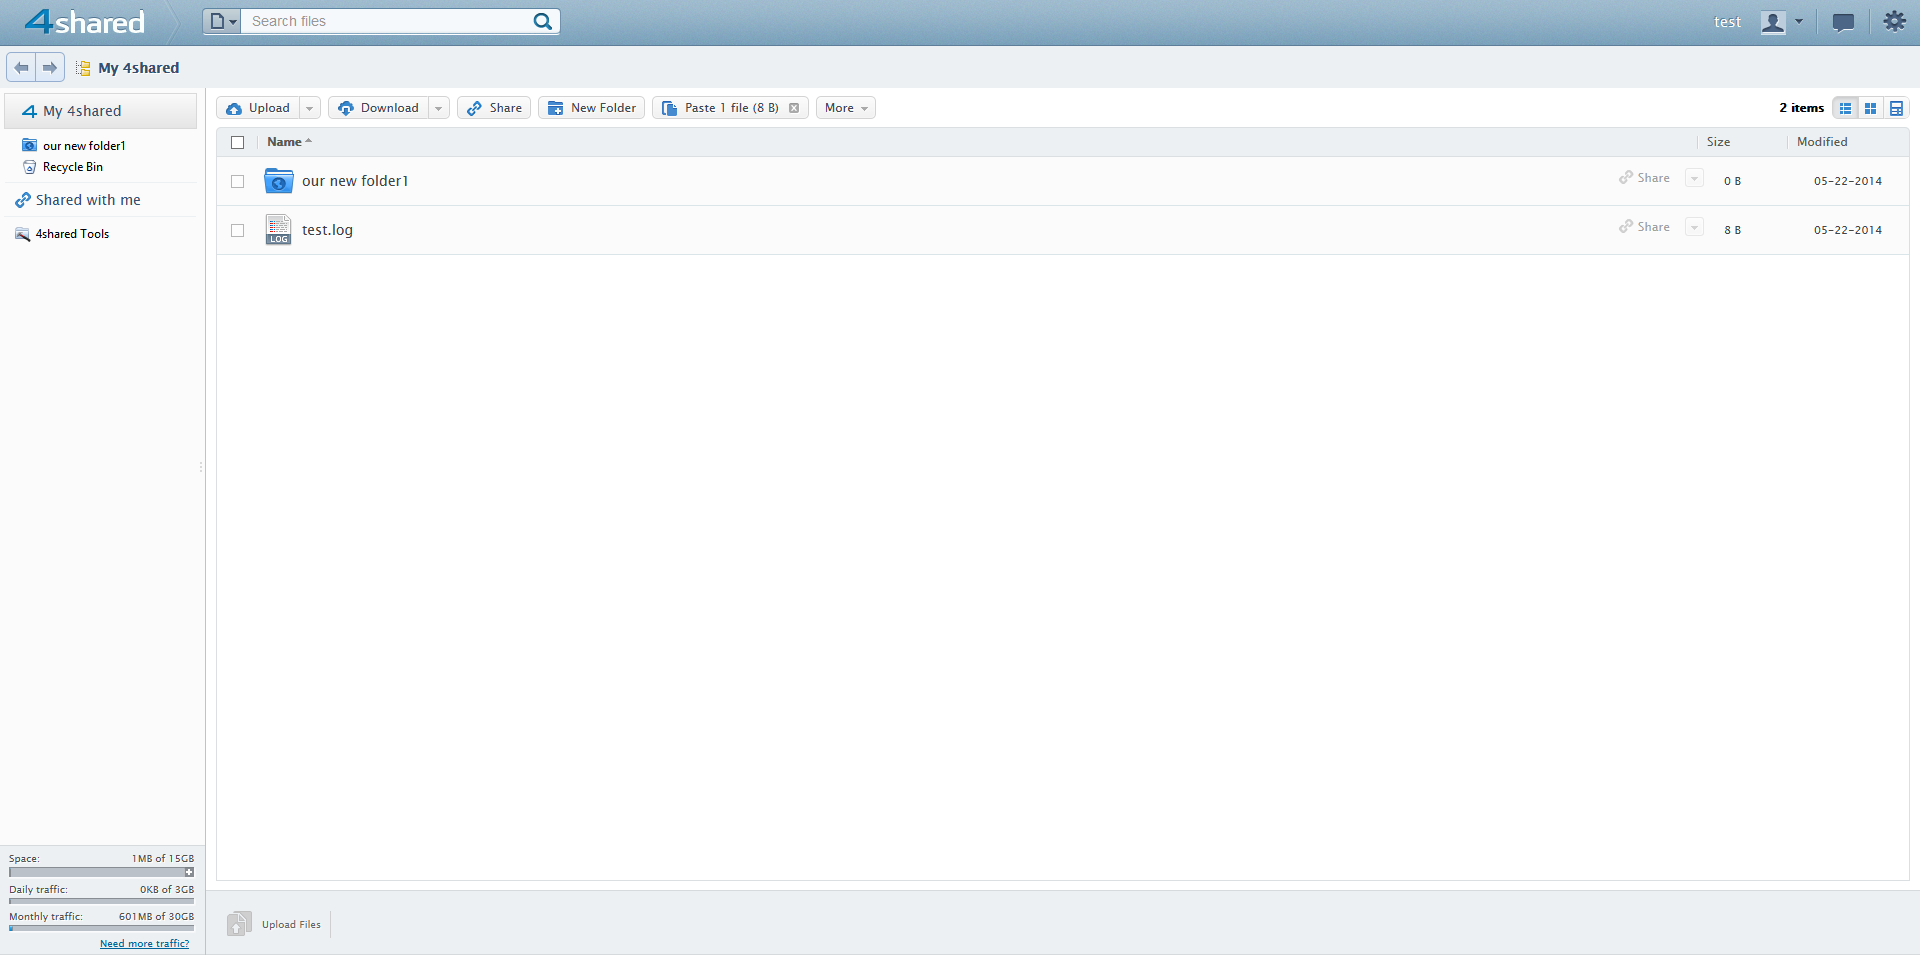 4shared
Search files
test
My 4shared
My 4shared
our new folder1
Recycle Bin
Shared with me
4shared Tools
Upload
Download
Share
New Folder
Paste 1 file (8 B)
More
2 items
Name
Size
Modified
our new folder1
Share
0 B
05-22-2014
LOG
test.log
Share
8 B
05-22-2014
Space: 1MB of 15GB
Daily traffic: 0KB of 3GB
Monthly traffic: 601MB of 30GB
Need more traffic?
Upload Files